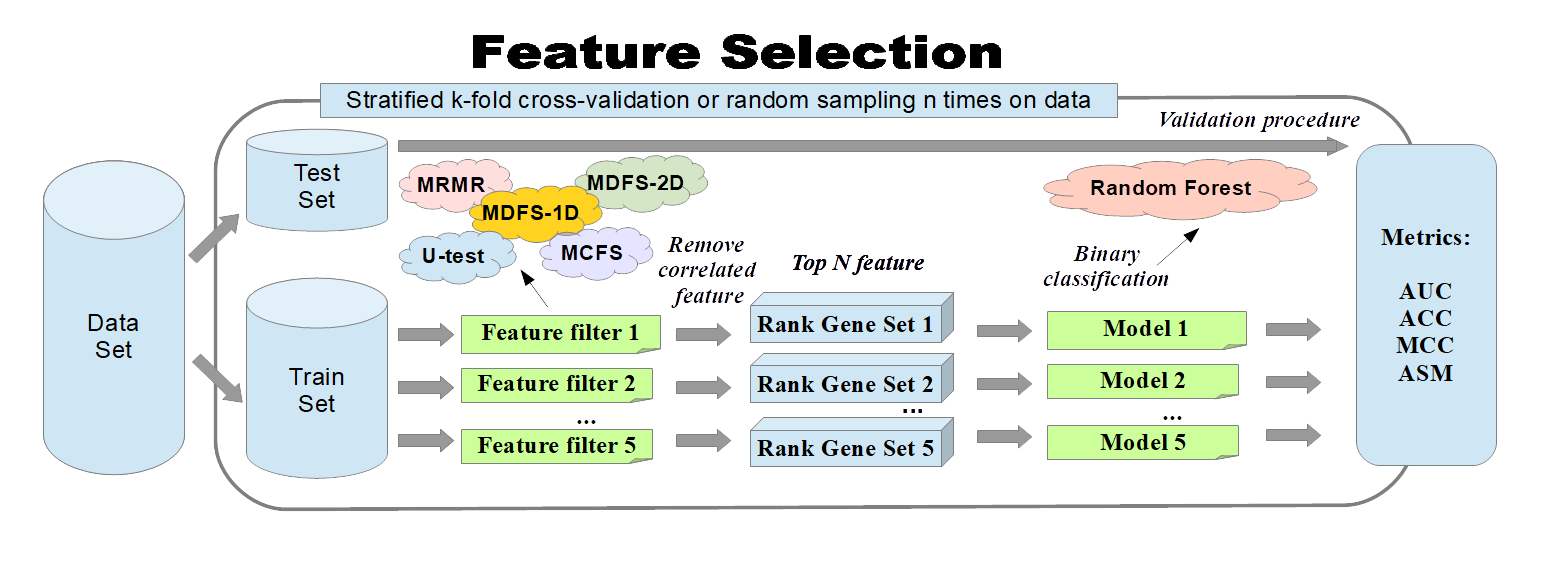 Feature Selection
Stratified k-fold cross-validation or random sampling n times on data
Validation procedure
Data
Set
Test
Set
Train
Set
MRMR
MDFS-2D
MDFS-1D
U-test
MCFS
Random Forest
Remove
correlated
feature
Top N feature
Binary
classification
Feature filter 1
Rank Gene Set 1
Model 1
Feature filter 2
Rank Gene Set 2
Model 2
...
...
...
Feature filter 5
Rank Gene Set 5
Model 5
Metrics:
AUC
ACC
MCC
ASM